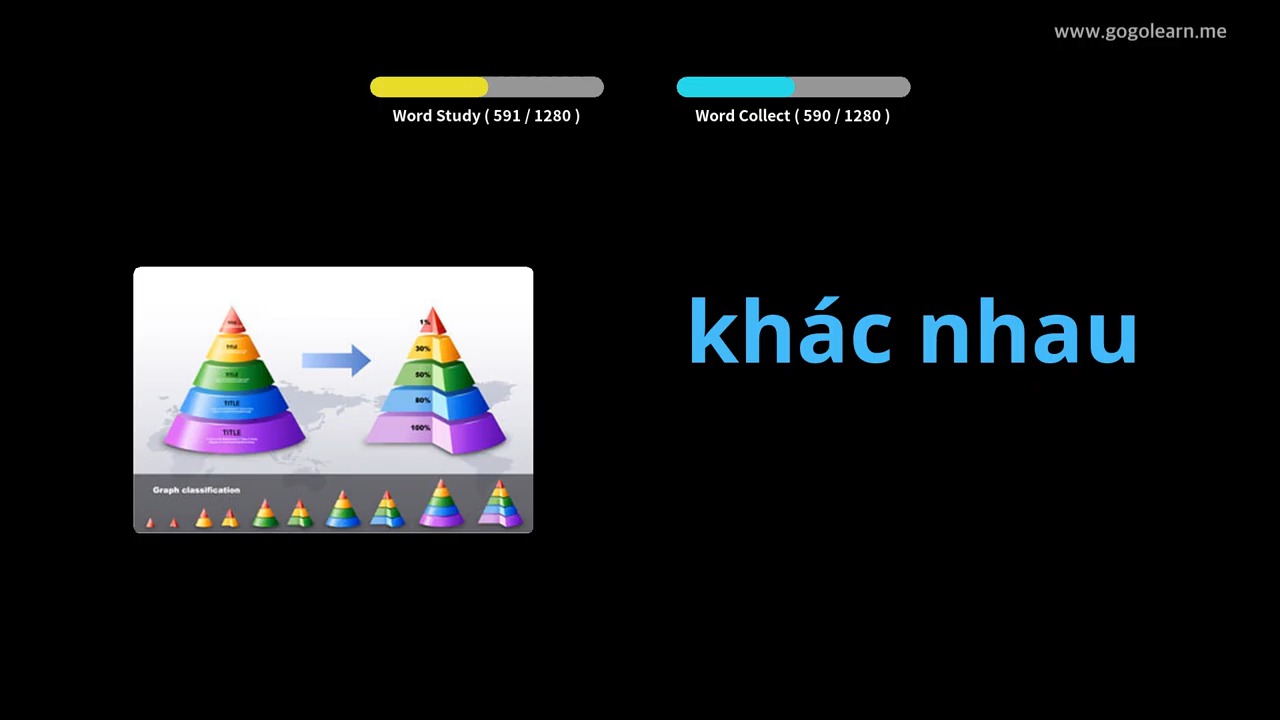 www.gogolearn.me
Word Study ( 591 / 1280 )
Word Collect ( 590 / 1280 )
khác nhau
TITLE
TITLE
TITLE
TITLE
1%
30%
50%
80%
100%
Graph classification